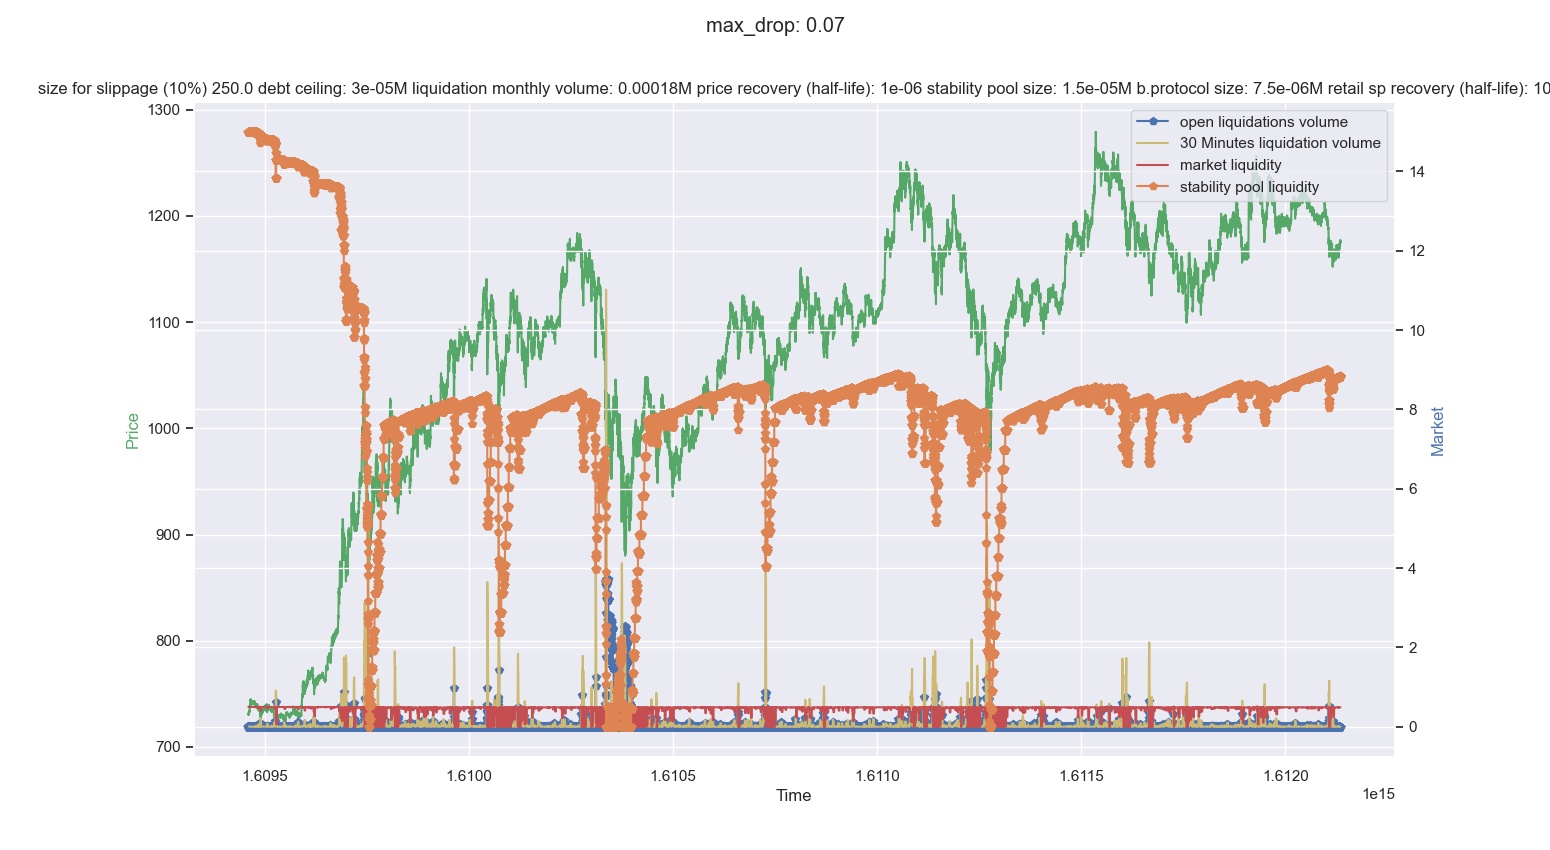 max_drop: 0.07
size for slippage (10%) 250.0 debt ceiling: 3e-05M liquidation monthly volume: 0.00018M price recovery (half-life): 1e-06 stability pool size: 1.5e-05M b.protocol size: 7.5e-06M retail sp recovery (half-life): 10
open liquidations volume
30 Minutes liquidation volume
market liquidity
stability pool liquidity
1300
1200
1100
1000
900
800
700
Price
14
12
10
8
6
4
2
0
Market
1.6095 1.6100 1.6105 1.6110 1.6115 1.6120
1e15
Time